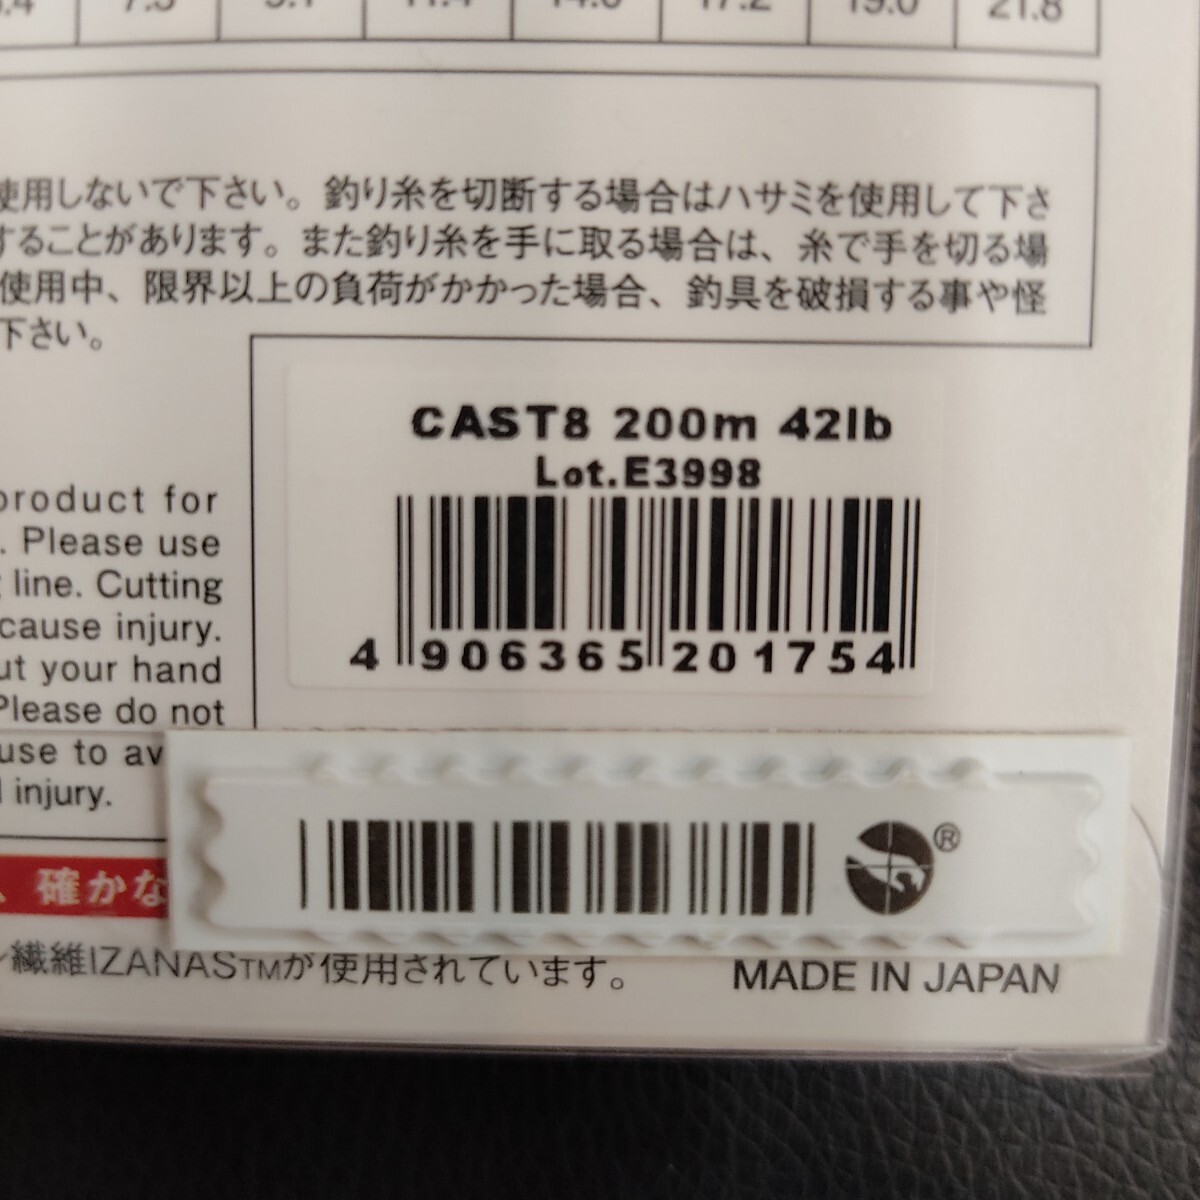 17.2 19.0 21.8
使用しないで下さい。釣り糸を切断する場合はハサミを使用して下さ
することがあります。また釣り糸を手に取る場合は、糸で手を切る場
使用中、限界以上の負荷がかかった場合、釣具を破損する事や怪
下さい。
CAST8 200m 42lb
Lot.E3998
4 906365 201754
product for
. Please use
line. Cutting
cause injury.
ut your hand
Please do not
use to av
injury.
®
、確かな
繊維IZANASTMが使用されています。
MADE IN JAPAN